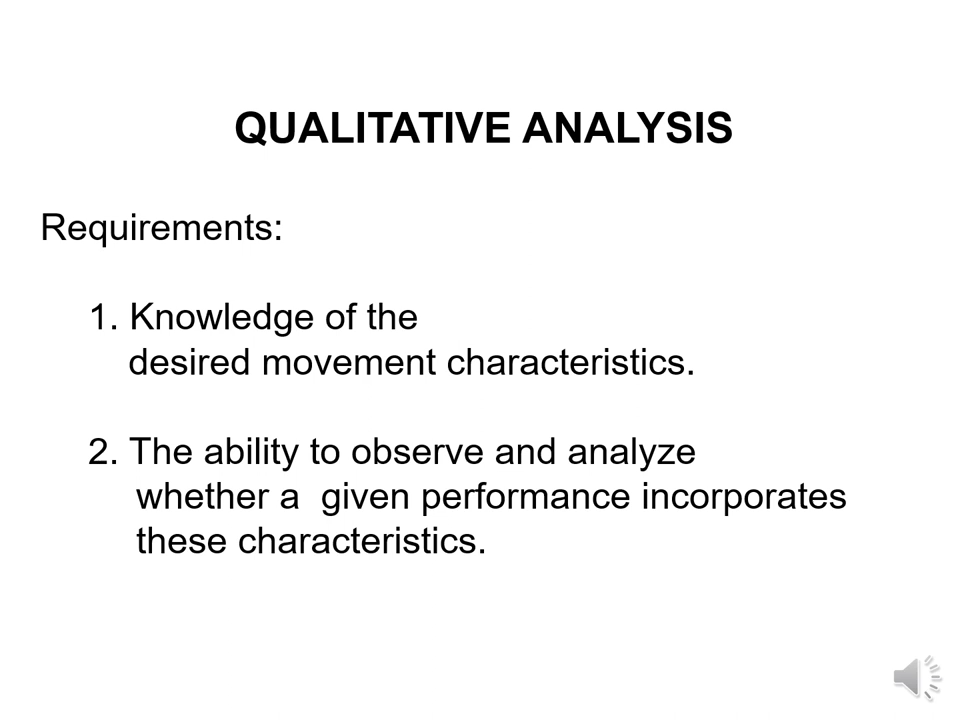 QUALITATIVE ANALYSIS
Requirements:
1. Knowledge of the
desired movement characteristics.
2. The ability to observe and analyze
whether a  given performance incorporates
these characteristics.